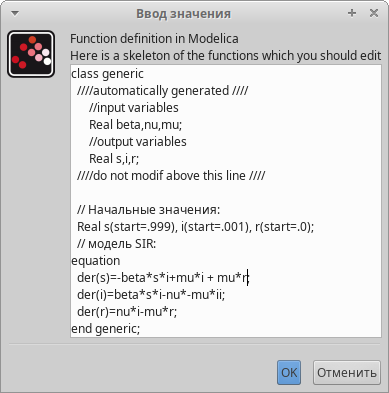 Ввод значения
Function definition in Modelica
Here is a skeleton of the functions which you should edit
class generic
////automatically generated ////
//input variables
Real beta,nu,mu;
//output variables
Real s,i,r;
////do not modif above this line ////
// Начальные значения:
Real s(start=.999), i(start=.001), r(start=.0);
// модель SIR:
equation
der(s)=-beta*s*i+mu*i + mu*r;
der(i)=beta*s*i-nu*-mu*ii;
der(r)=nu*i-mu*r;
end generic;
OK
Отменить